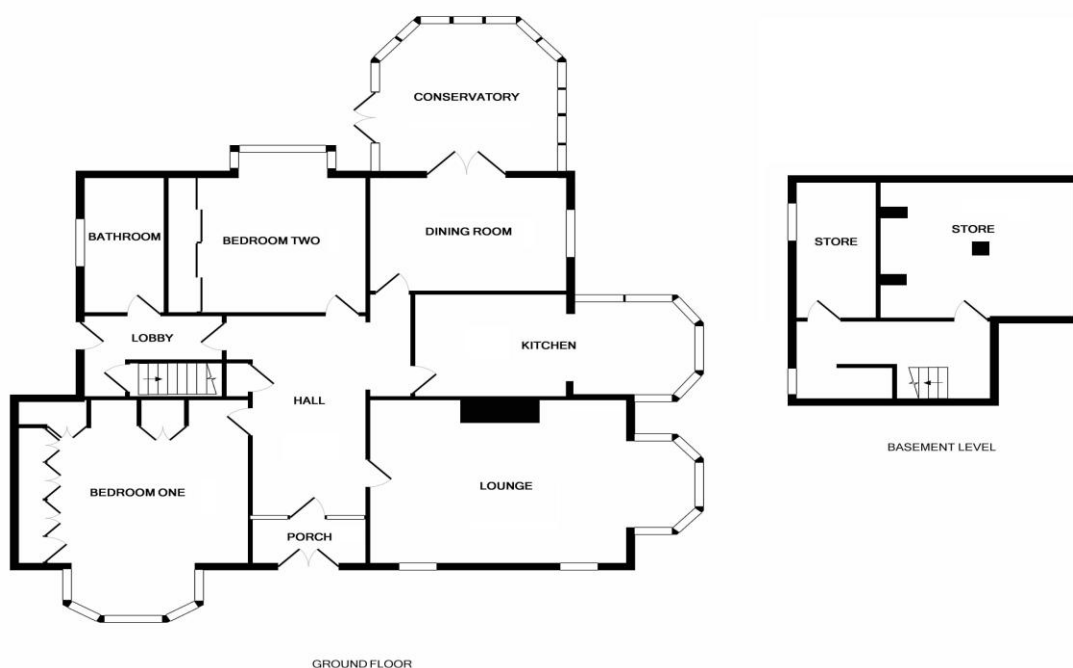 CONSERVATORY
BATHROOM
BEDROOM TWO
DINING ROOM
LOBBY
KITCHEN
HALL
BEDROOM ONE
LOUNGE
PORCH
GROUND FLOOR
STORE
STORE
BASEMENT LEVEL